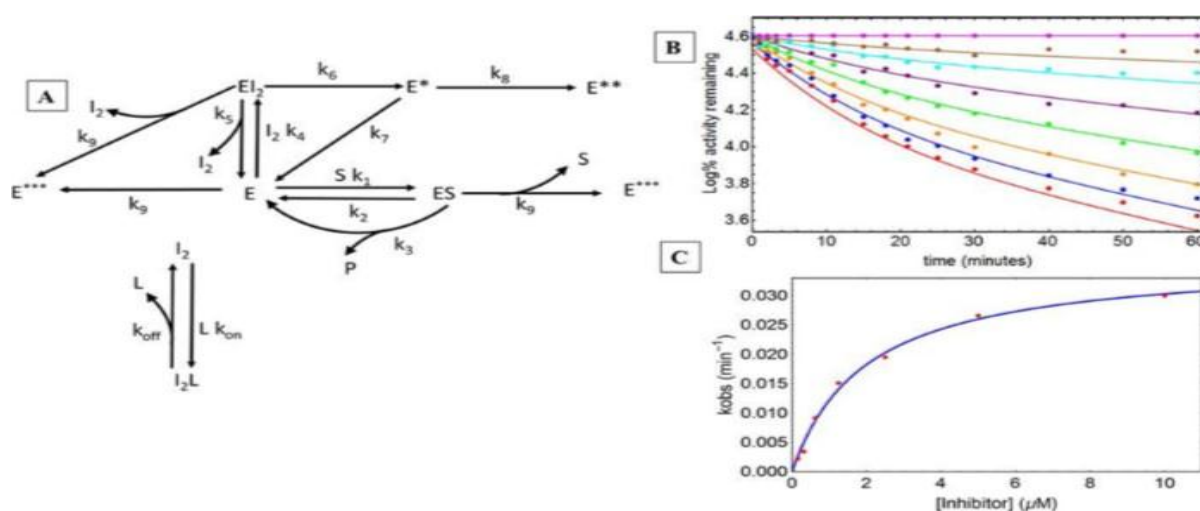 A
EI₂
k₆
E*
k₈
E**
I₂
k₅
I₂ k₄
k₇
k₉
I₂
S
E***
k₉
E
S k₁
k₂
ES
k₉
E***
k₃
P
I₂
L
k_off
L k_on
I₂L
B
Log% activity remaining
4.6
4.4
4.2
4.0
3.8
3.6
0 10 20 30 40 50 60
time (minutes)
C
kobs (min⁻¹)
0.030
0.025
0.020
0.015
0.010
0.005
0.000
0 2 4 6 8 10
[Inhibitor] (μM)